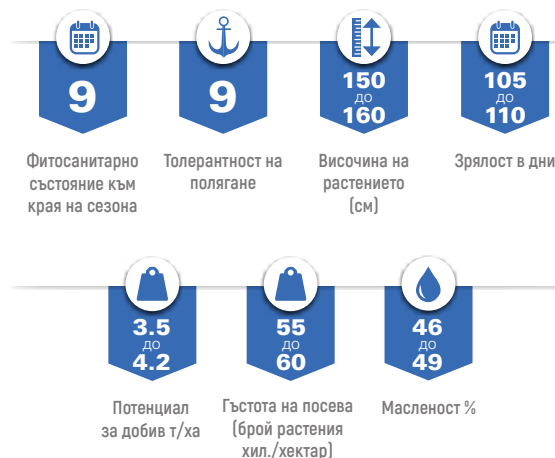 9
Фитосанитарно
състояние към
края на сезона
9
Толерантност на
полягане
150
до
160
Височина на
растението
(см)
105
до
110
Зрялост в дни
3.5
до
4.2
Потенциал
за добив т/ха
55
до
60
Гъстота на посева
(брой растения
хил./хектар)
46
до
49
Масленост %